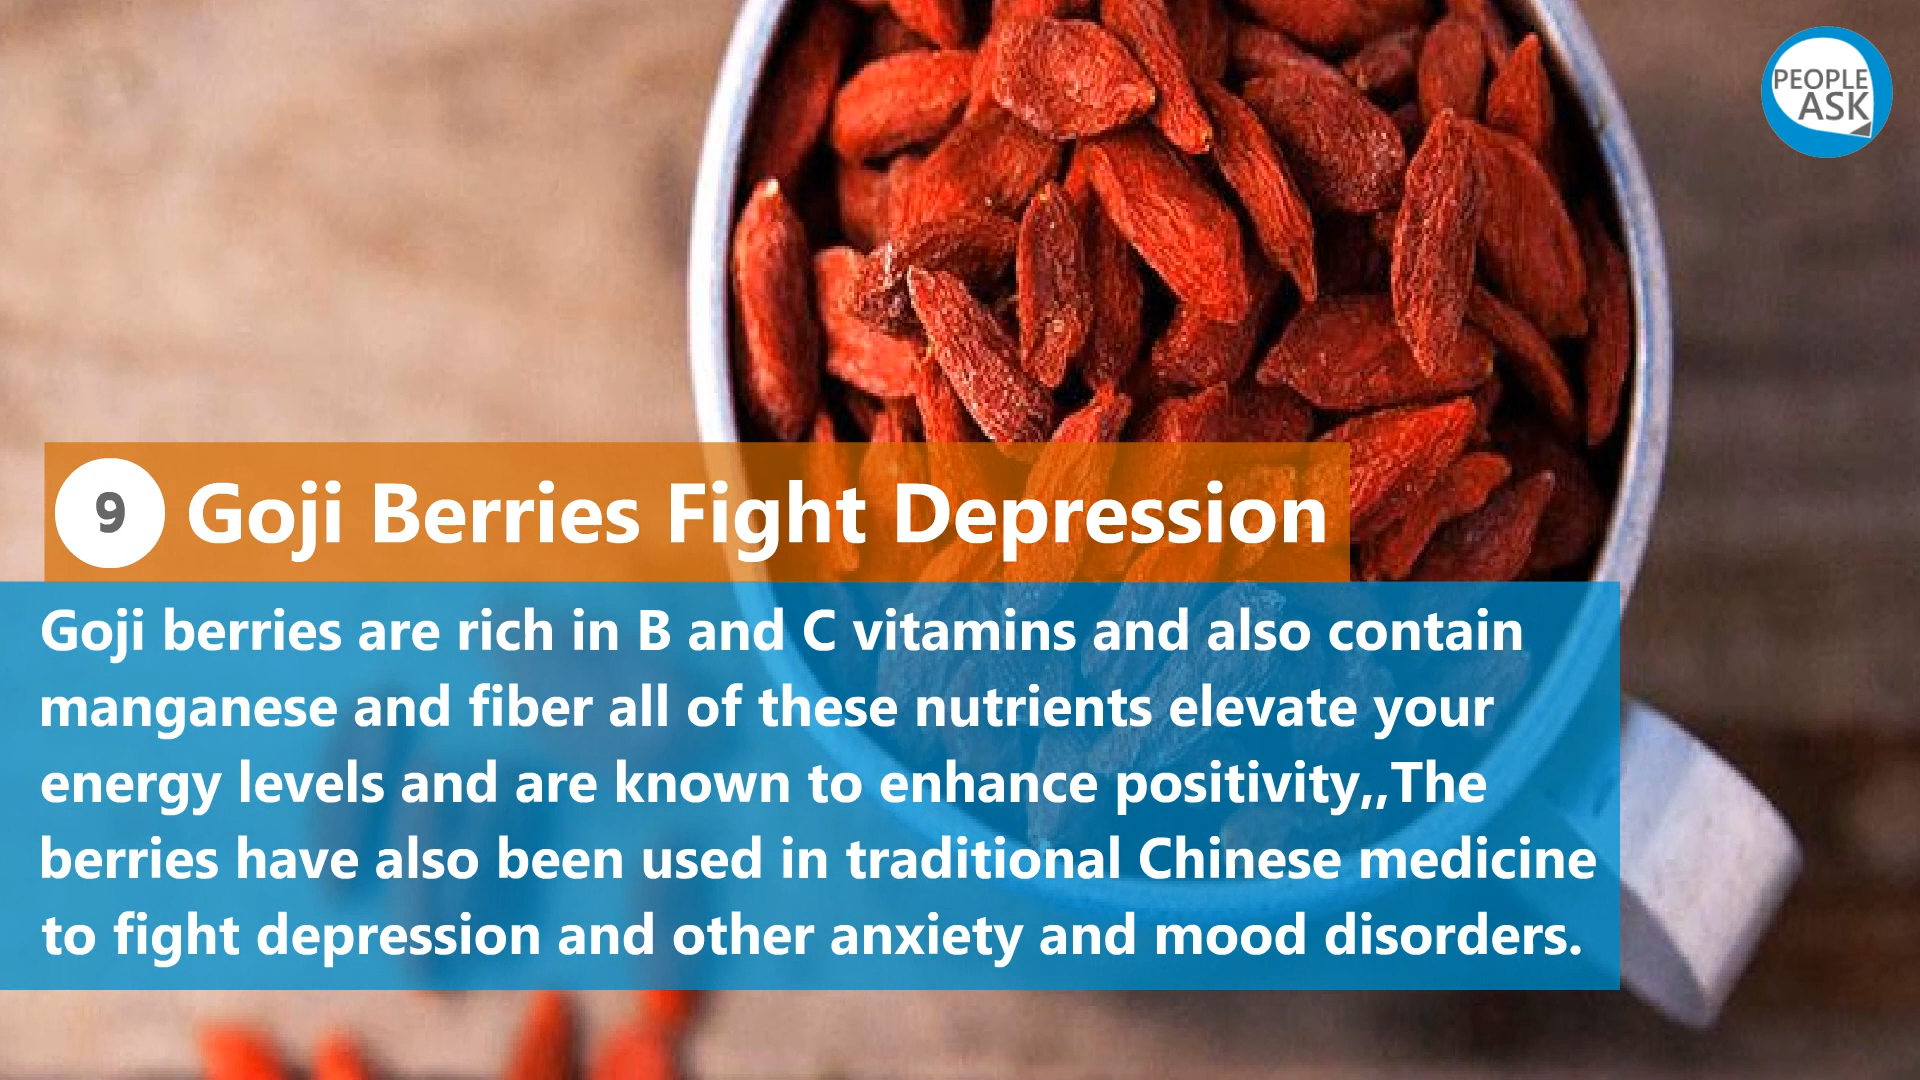 PEOPLE
ASK
9 Goji Berries Fight Depression
Goji berries are rich in B and C vitamins and also contain
manganese and fiber all of these nutrients elevate your
energy levels and are known to enhance positivity,,The
berries have also been used in traditional Chinese medicine
to fight depression and other anxiety and mood disorders.